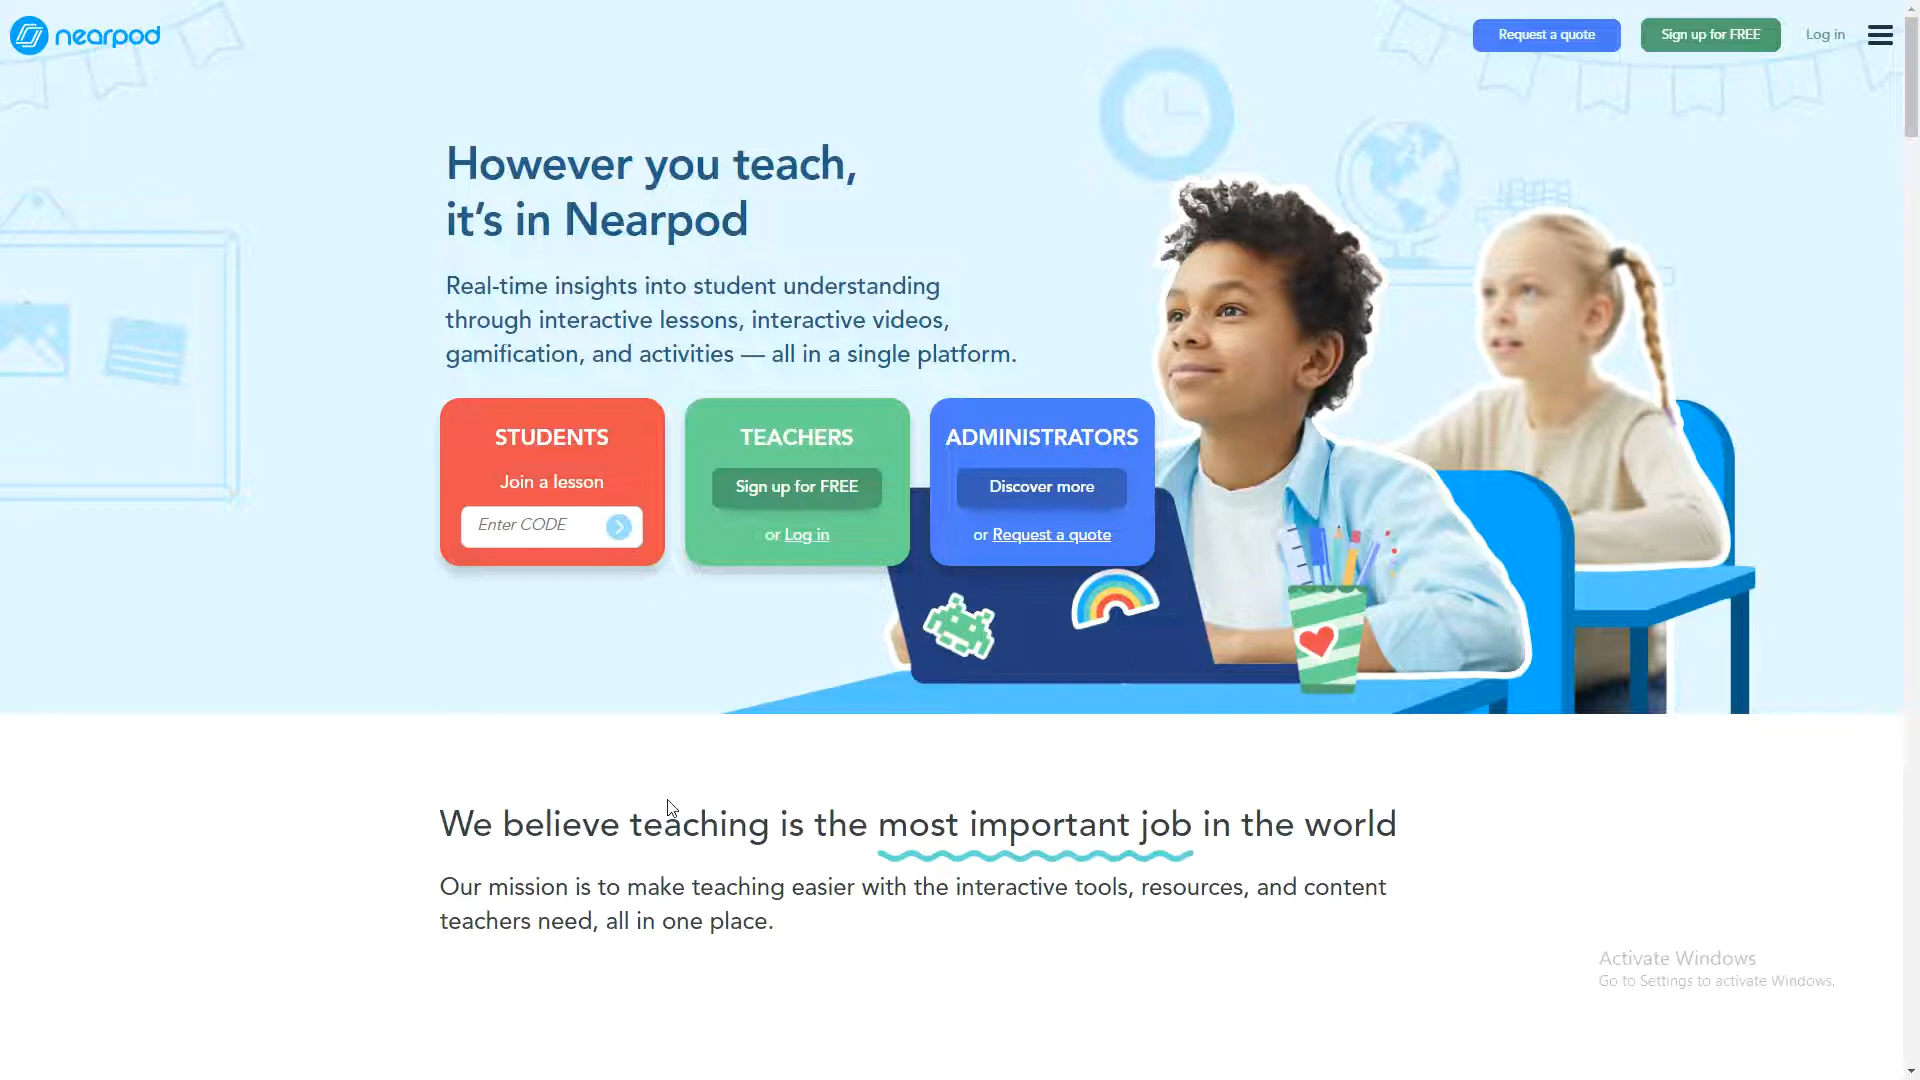 nearpod
Request a quote
Sign up for FREE
Log in
However you teach,
it's in Nearpod
Real-time insights into student understanding
through interactive lessons, interactive videos,
gamification, and activities — all in a single platform.
STUDENTS
Join a lesson
Enter CODE
TEACHERS
Sign up for FREE
or Log in
ADMINISTRATORS
Discover more
or Request a quote
We believe teaching is the most important job in the world
Our mission is to make teaching easier with the interactive tools, resources, and content
teachers need, all in one place.
Activate Windows
Go to Settings to activate Windows.